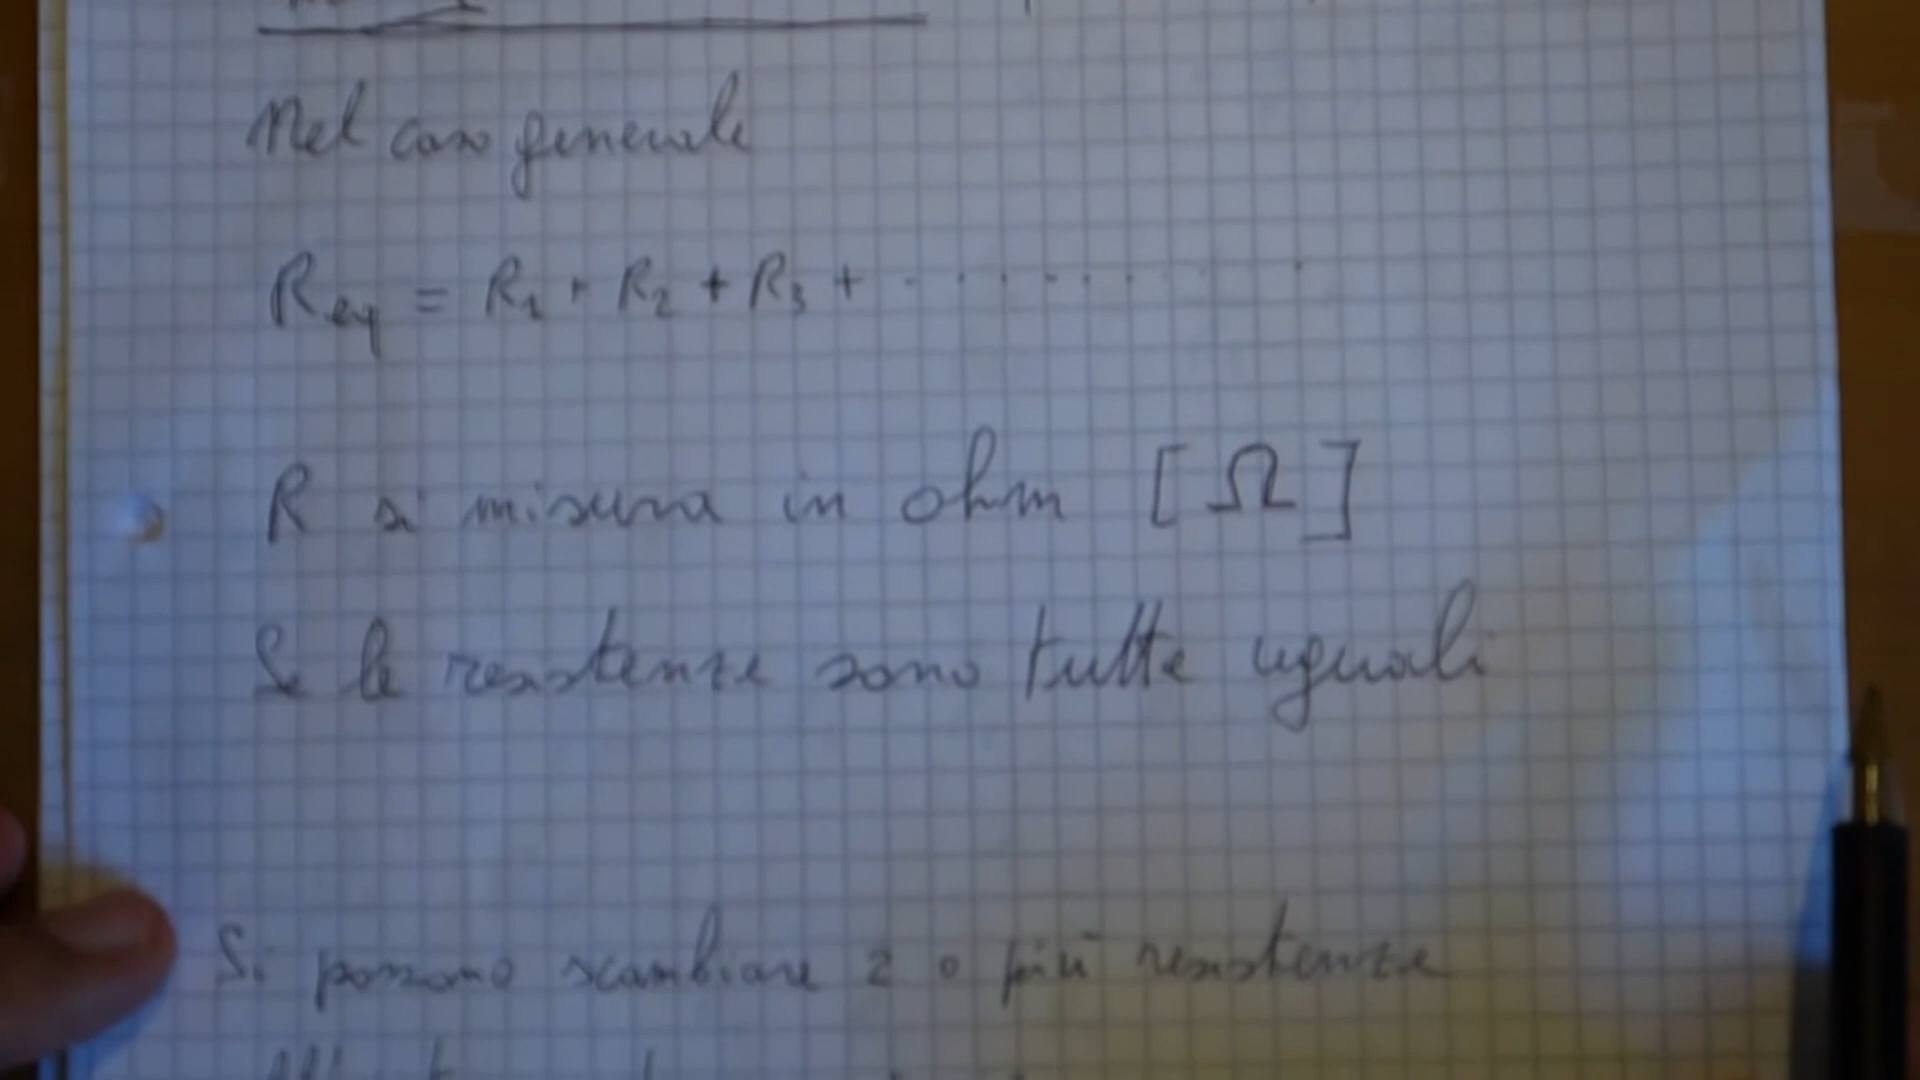 Nel caso generale
Req = R1 + R2 + R3 + ..........
R si misura in ohm [Ω]
Se le resistenze sono tutte uguali
Si possono scambiare 2 o più resistenze